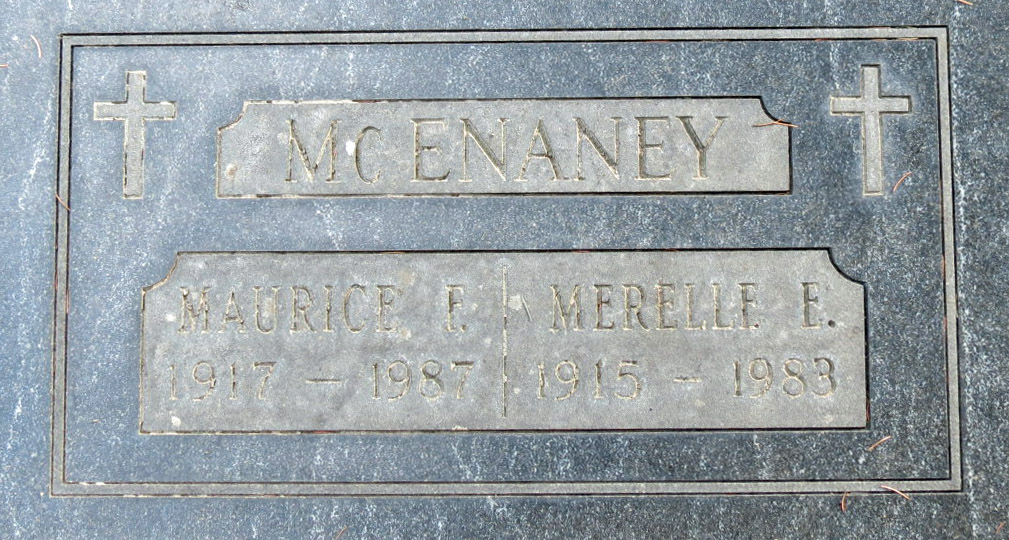 McENANEY
MAURICE F. MERELLE E.
1917 – 1987 1915 – 1983